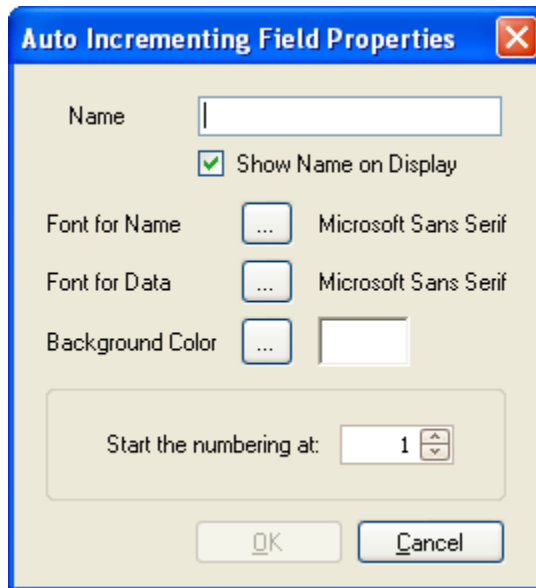 Auto Incrementing Field Properties
Name
Show Name on Display
Font for Name ... Microsoft Sans Serif
Font for Data ... Microsoft Sans Serif
Background Color ...
Start the numbering at: 1
OK Cancel